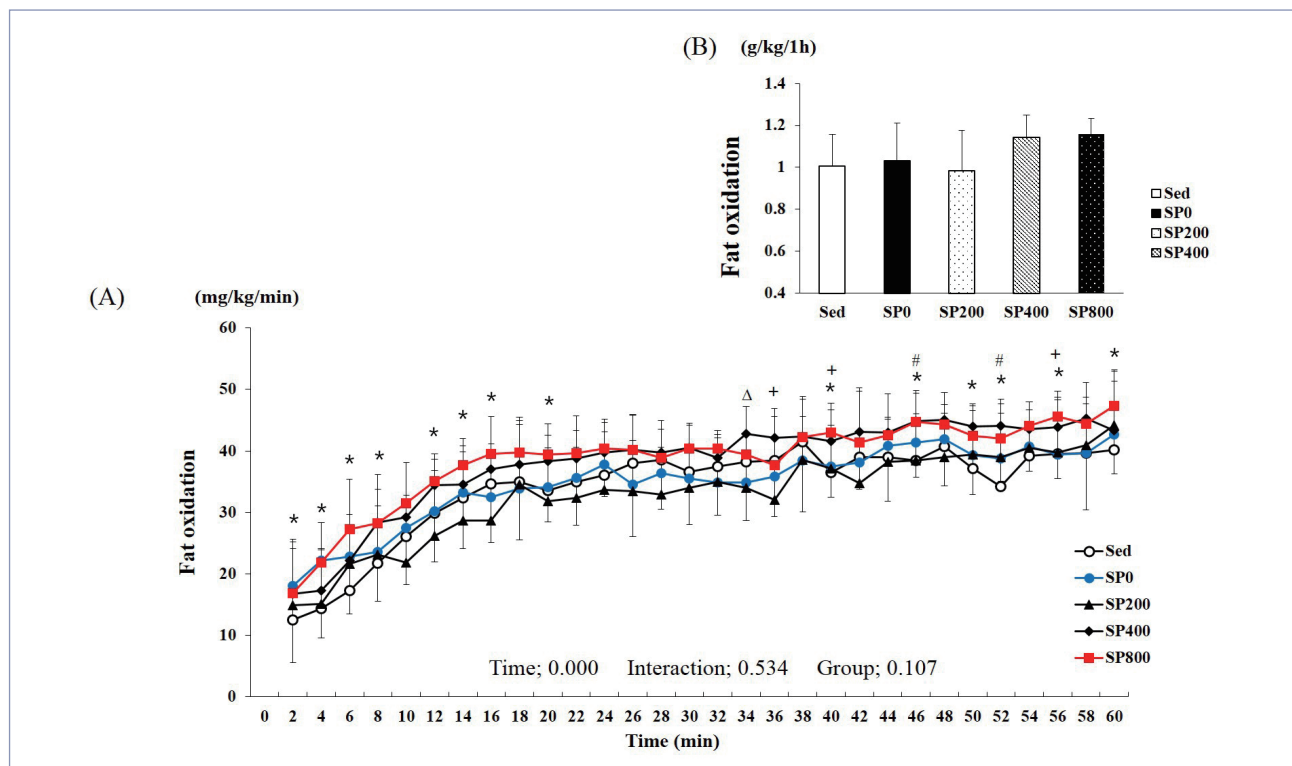 (B) (g/kg/1h)
1.4
1.2
1
0.8
0.6
0.4
Fat oxidation
Sed SP0 SP200 SP400 SP800
Sed
SP0
SP200
SP400
(A) (mg/kg/min)
60
50
40
30
20
10
0
Fat oxidation
* * * * * * * * Δ + + * # * * # * + * *
Sed
SP0
SP200
SP400
SP800
Time; 0.000 Interaction; 0.534 Group; 0.107
0 2 4 6 8 10 12 14 16 18 20 22 24 26 28 30 32 34 36 38 40 42 44 46 48 50 52 54 56 58 60
Time (min)